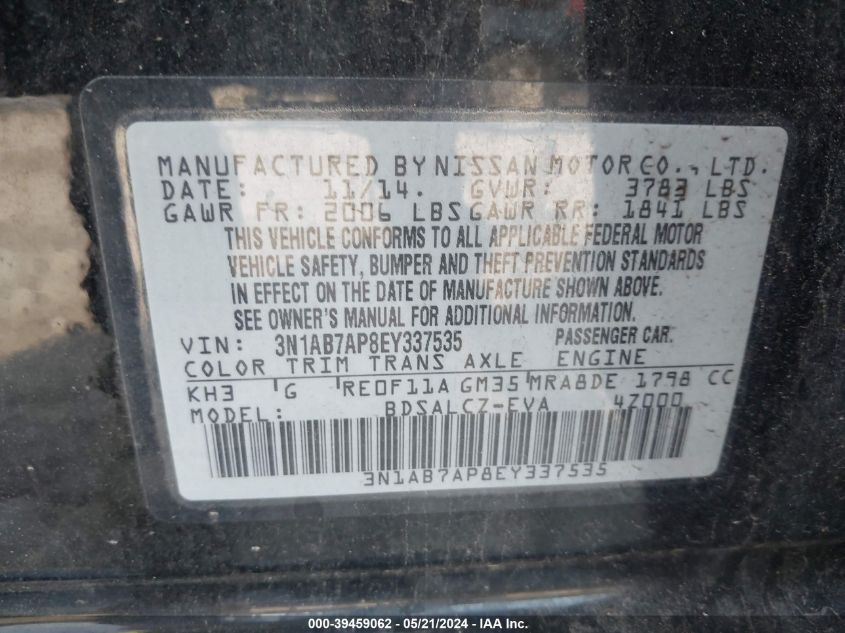 MANUFACTURED BY NISSAN MOTOR CO., LTD.
DATE: 11/14. GVWR: 3783 LBS
GAWR FR: 2006 LBS GAWR RR: 1841 LBS
THIS VEHICLE CONFORMS TO ALL APPLICABLE FEDERAL MOTOR
VEHICLE SAFETY, BUMPER AND THEFT PREVENTION STANDARDS
IN EFFECT ON THE DATE OF MANUFACTURE SHOWN ABOVE.
SEE OWNER'S MANUAL FOR ADDITIONAL INFORMATION.
VIN: 3N1AB7AP8EY337535 PASSENGER CAR.
COLOR TRIM TRANS AXLE ENGINE
KH3 G RE0F11A GM35 MRA8DE 1798 CC
MODEL: BDSALCZ-EVA 4Z000
3N1AB7AP8EY337535
000-39459062 - 05/21/2024 - IAAI Inc.